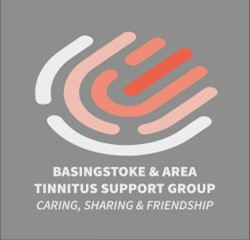 BASINGSTOKE & AREA
TINNITUS SUPPORT GROUP
CARING, SHARING & FRIENDSHIP